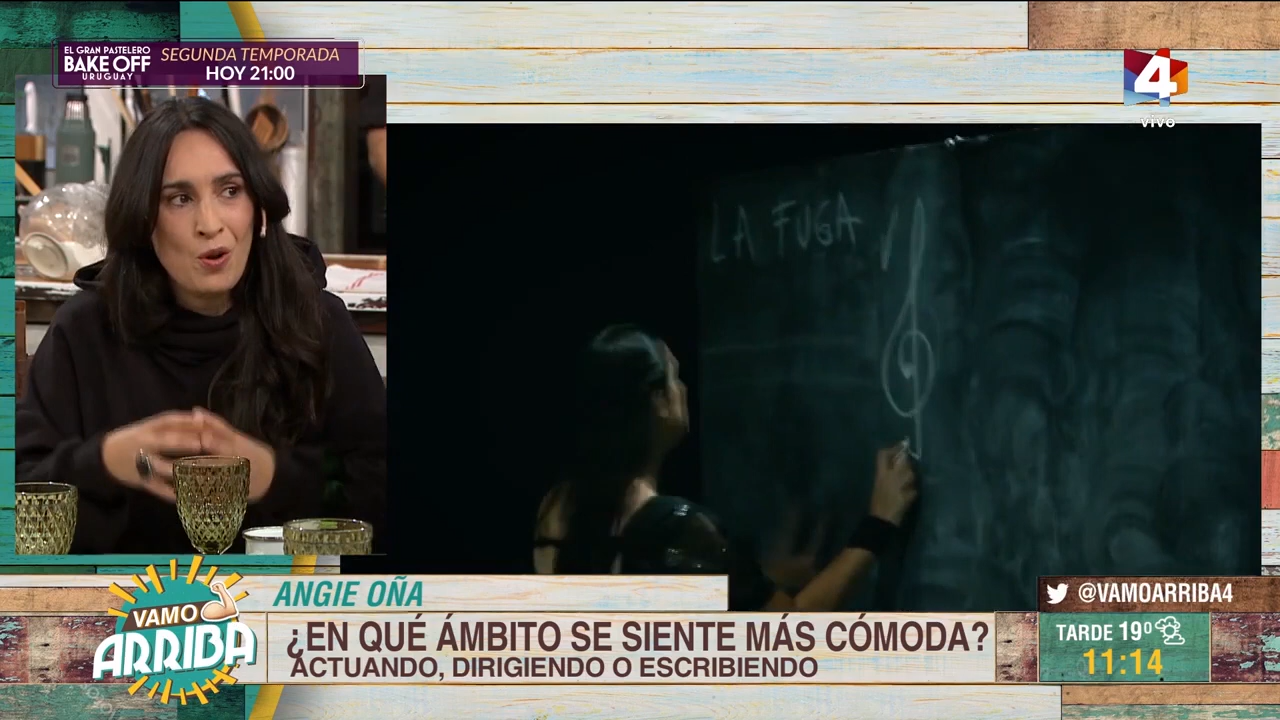 EL GRAN PASTELERO
BAKE OFF
URUGUAY
SEGUNDA TEMPORADA
HOY 21:00
4
vivo
LA FUGA
ANGIE OÑA
¿EN QUÉ ÁMBITO SE SIENTE MÁS CÓMODA?
ACTUANDO, DIRIGIENDO O ESCRIBIENDO
VAMO
ARRIBA
@VAMOARRIBA4
TARDE 19º
11:14